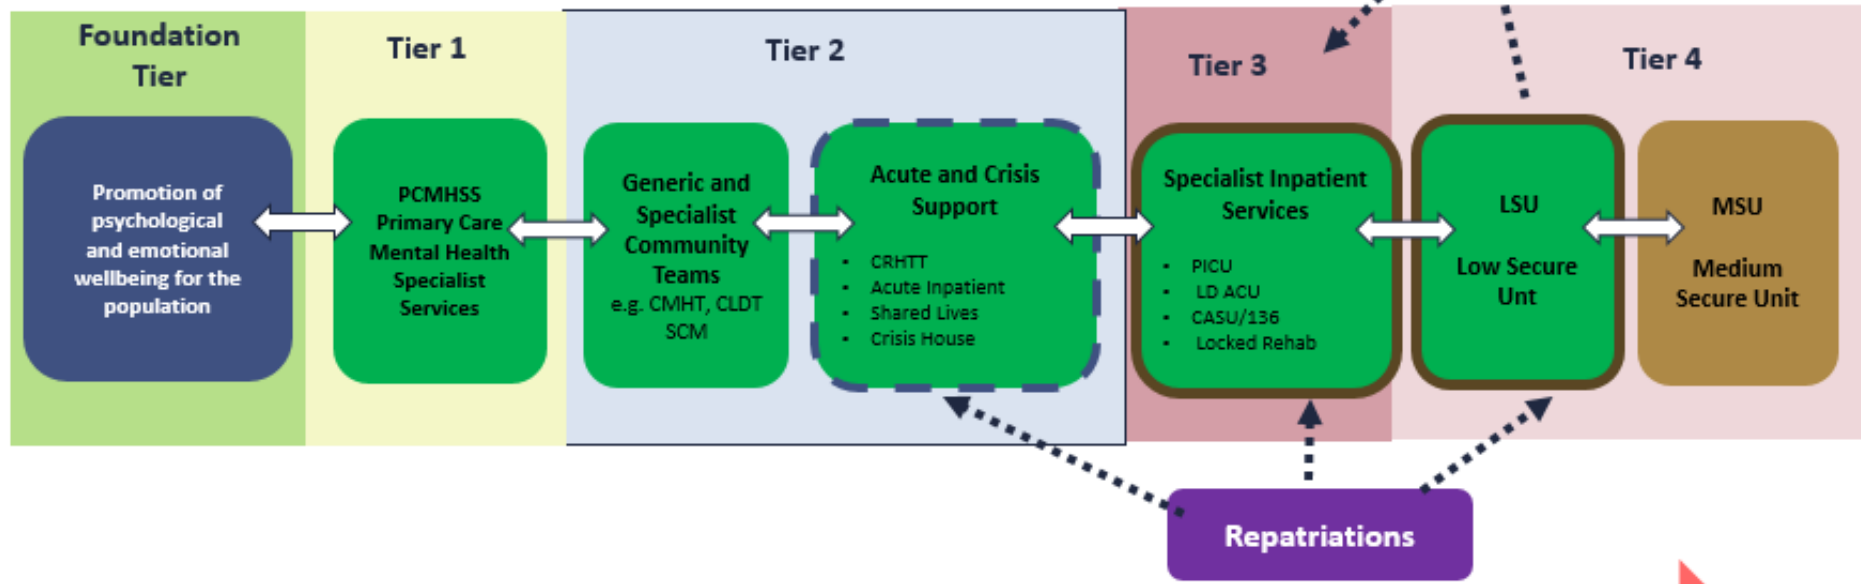 Foundation
Tier
Tier 1
Tier 2
Tier 3
Tier 4
Promotion of
psychological
and emotional
wellbeing for the
population
PCMHSS
Primary Care
Mental Health
Specialist
Services
Generic and
Specialist
Community
Teams
e.g. CMHT, CLDT
SCM
Acute and Crisis
Support
▪ CRHTT
▪ Acute Inpatient
▪ Shared Lives
▪ Crisis House
Specialist Inpatient
Services
▪ PICU
▪ LD ACU
▪ CASU/136
▪ Locked Rehab
LSU
Low Secure
Unt
MSU
Medium
Secure Unit
Repatriations